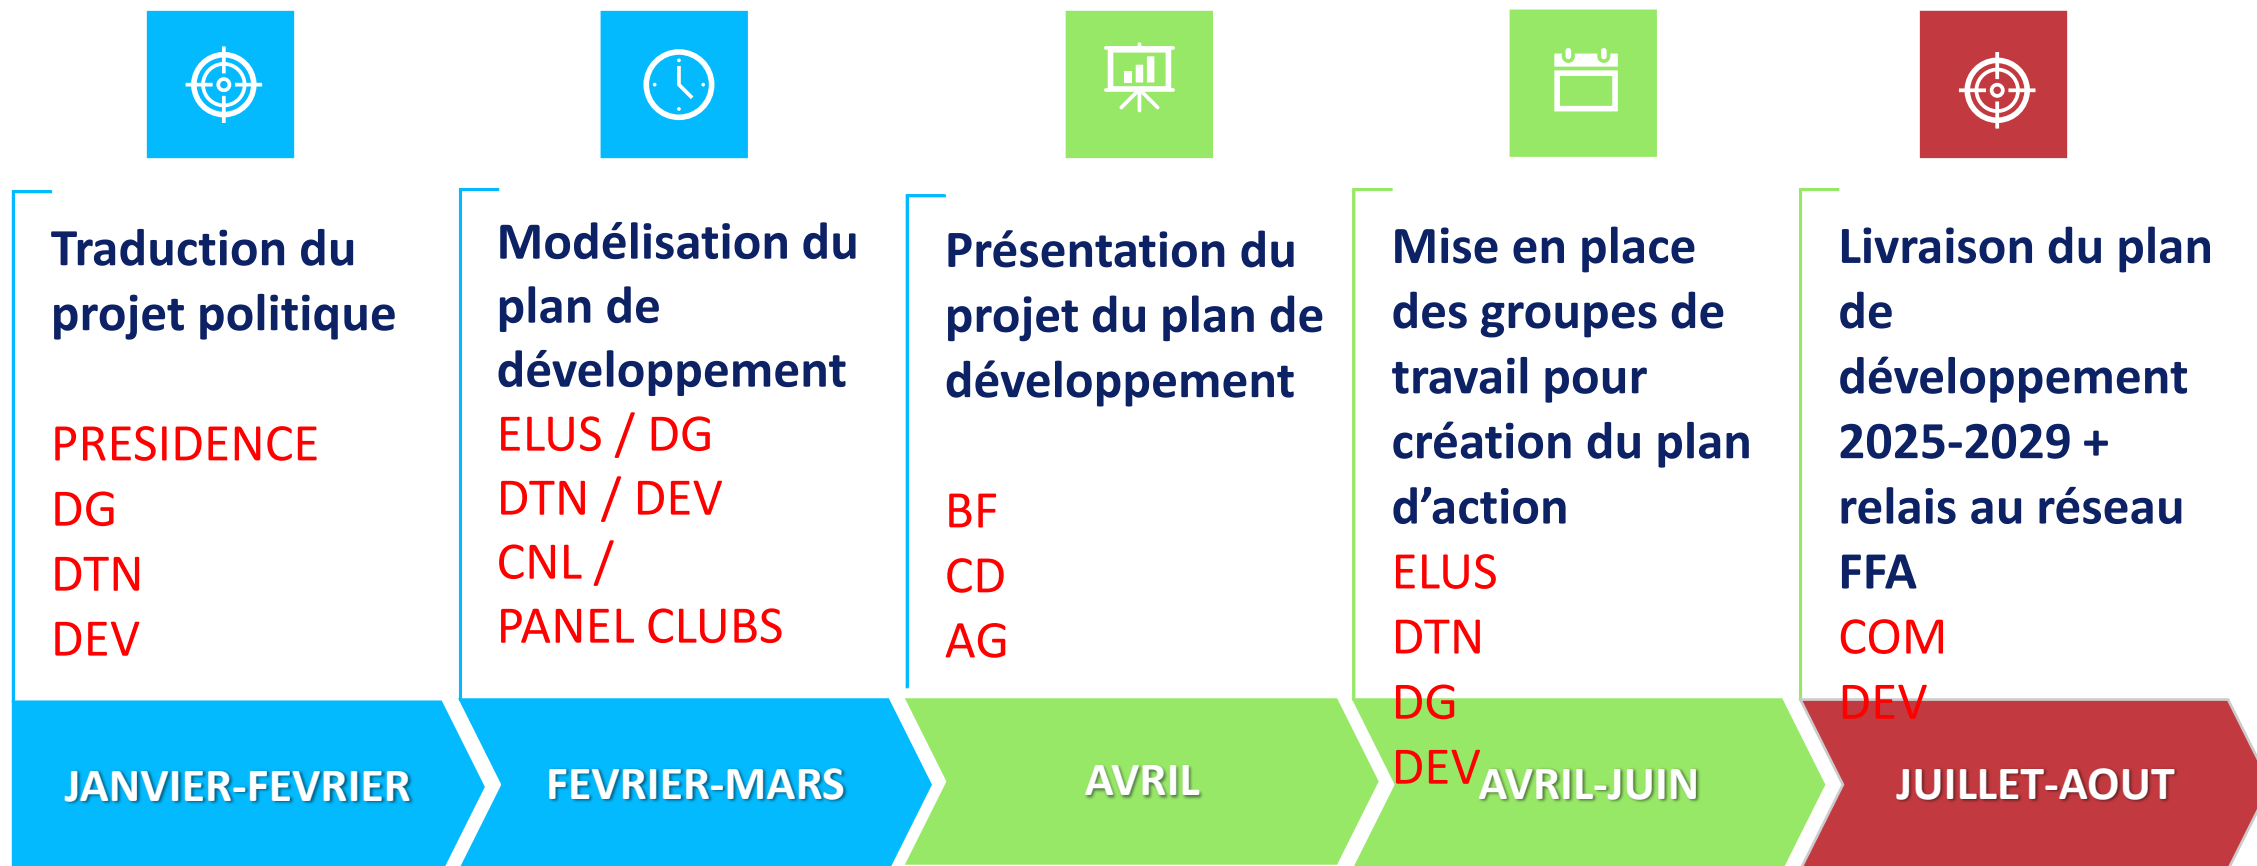 Traduction du
projet politique
PRESIDENCE
DG
DTN
DEV
JANVIER-FEVRIER
Modélisation du
plan de
développement
ELUS / DG
DTN / DEV
CNL /
PANEL CLUBS
FEVRIER-MARS
Présentation du
projet du plan de
développement
BF
CD
AG
AVRIL
Mise en place
des groupes de
travail pour
création du plan
d’action
ELUS
DTN
DG
DEV
AVRIL-JUIN
Livraison du plan
de
développement
2025-2029 +
relais au réseau
FFA
COM
DEV
JUILLET-AOUT